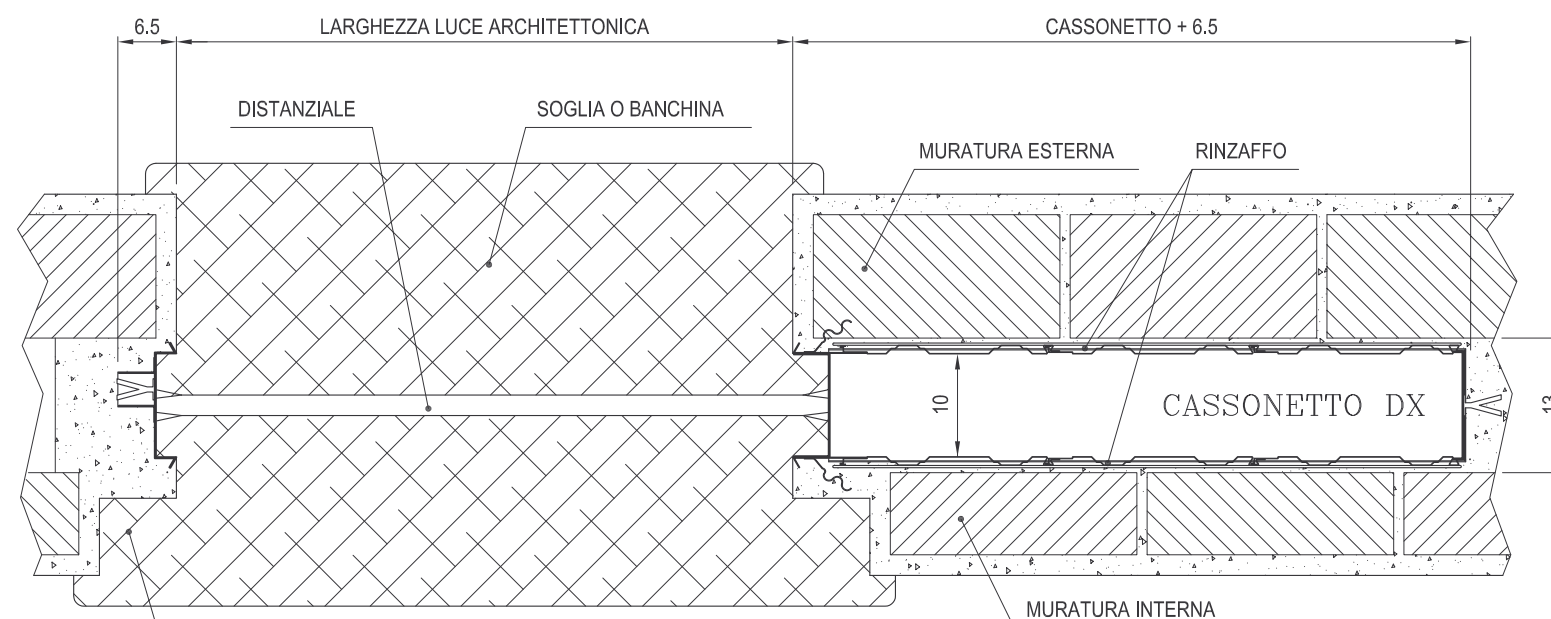 6.5
LARGHEZZA LUCE ARCHITETTONICA
CASSONETTO + 6.5
DISTANZIALE
SOGLIA O BANCHINA
MURATURA ESTERNA
RINZAFFO
10
CASSONETTO DX
13
MURATURA INTERNA